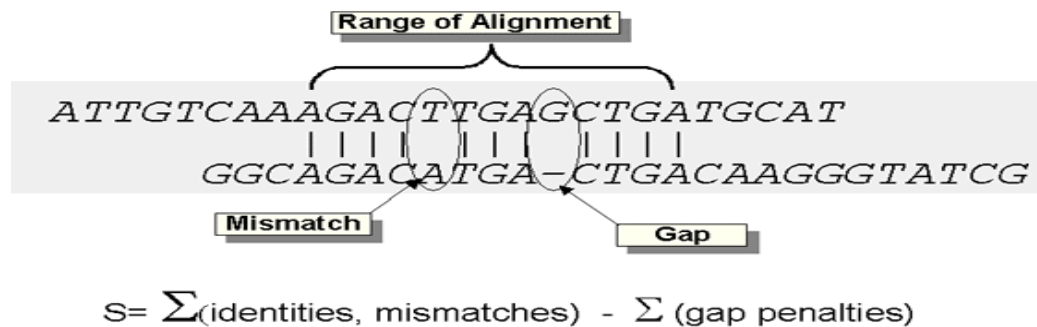 Range of Alignment
ATTGTCAAAGACTTGAGCTGATGCAT
GGCAGACATGA-CTGACAAGGGTATCG
Mismatch
Gap
S= Σ(identities, mismatches) - Σ (gap penalties)